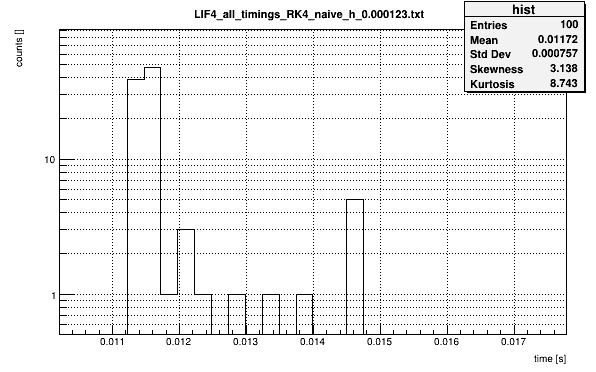 LIF4_all_timings_RK4_naive_h_0.000123.txt
hist
Entries 100
Mean 0.01172
Std Dev 0.000757
Skewness 3.138
Kurtosis 8.743
counts []
10
1
0.011 0.012 0.013 0.014 0.015 0.016 0.017
time [s]